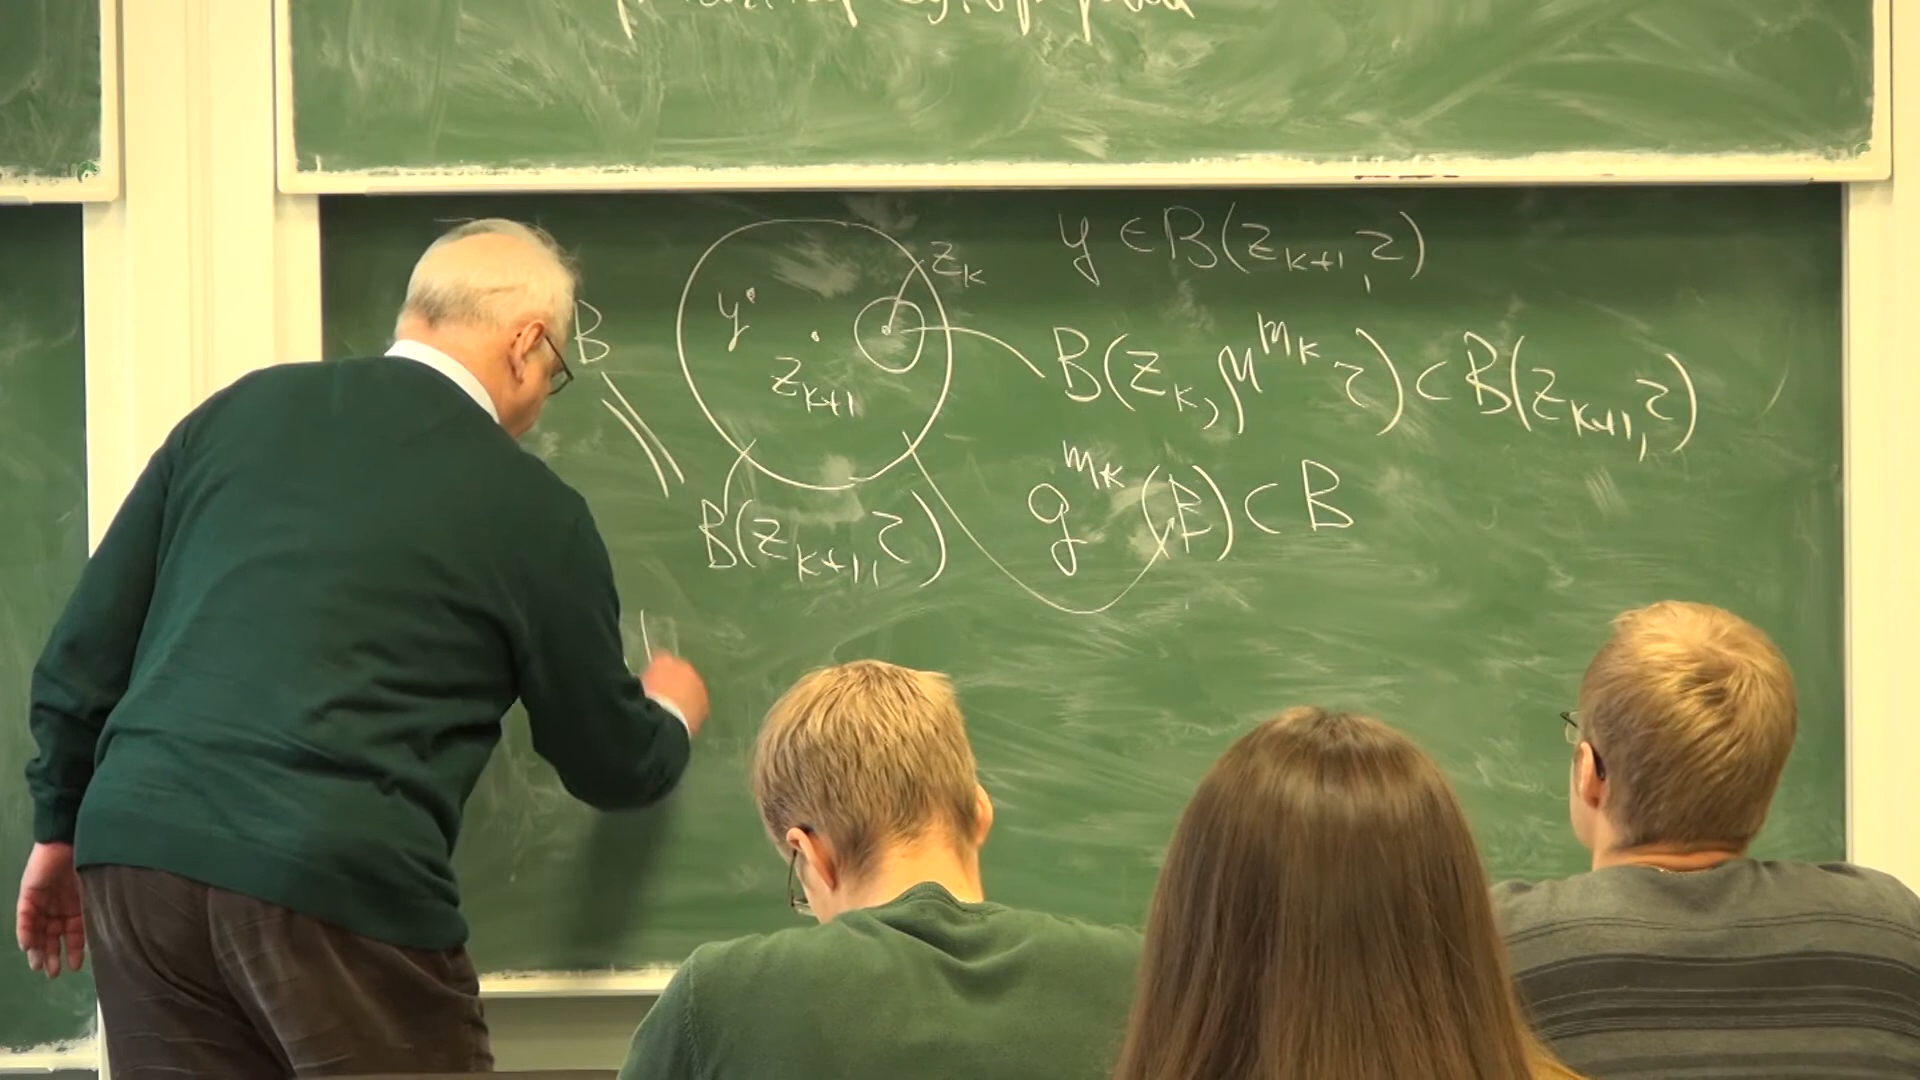 y ∈ B(z_{k+1}, τ)
z_k
B
y
z_{k+1}
B(z_k, μ^{m_k} τ) ⊂ B(z_{k+1}, τ)
g^{m_k}(B) ⊂ B
B(z_{k+1}, τ)